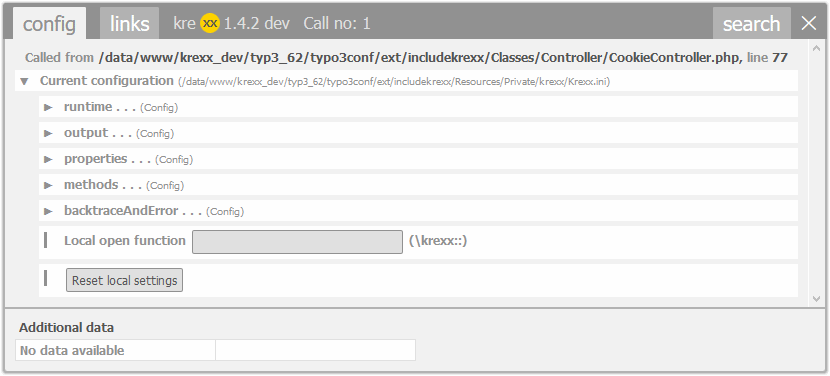 config links kre xx 1.4.2 dev Call no: 1 search
Called from /data/www/krexx_dev/typ3_62/typo3conf/ext/includekrexx/Classes/Controller/CookieController.php, line 77
Current configuration (/data/www/krexx_dev/typ3_62/typo3conf/ext/includekrexx/Resources/Private/krexx/Krexx.ini)
runtime . . . (Config)
output . . . (Config)
properties . . . (Config)
methods . . . (Config)
backtraceAndError . . . (Config)
Local open function (\krexx::)
Reset local settings
Additional data
No data available